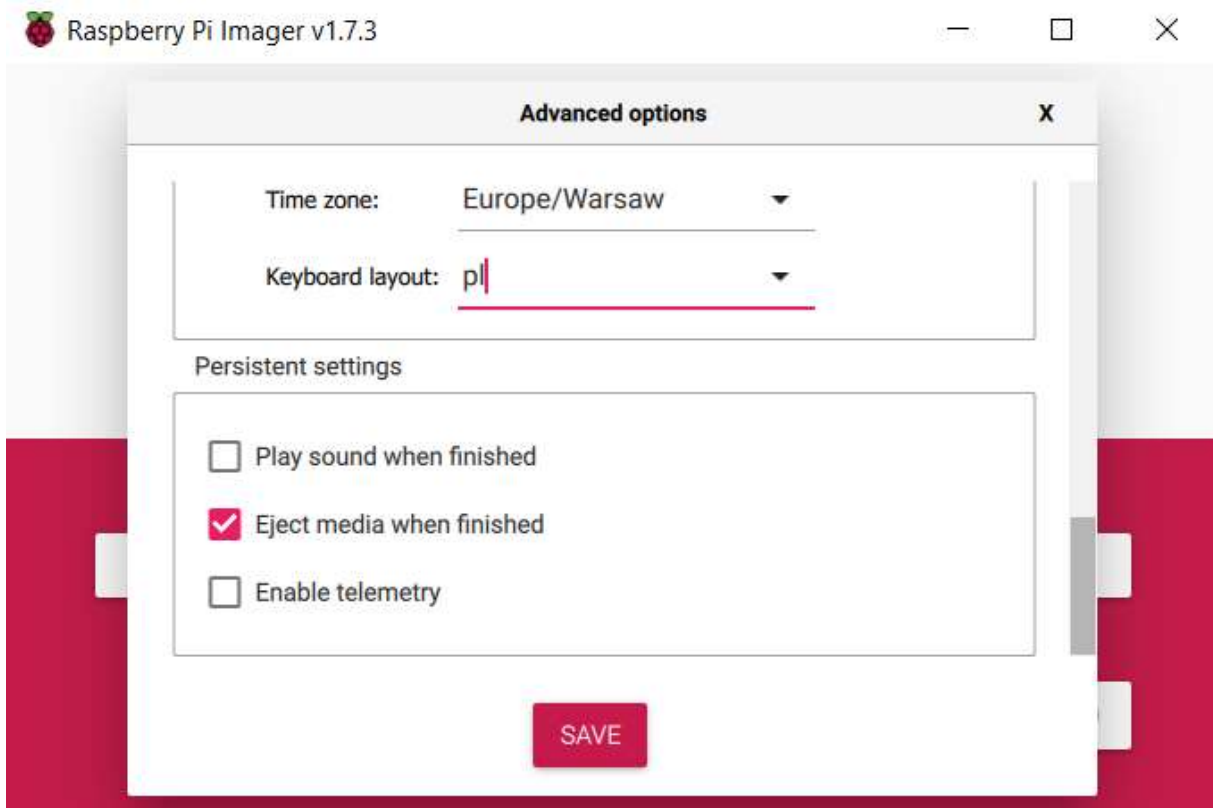 Raspberry Pi Imager v1.7.3
Advanced options
X
Time zone: Europe/Warsaw
Keyboard layout: pl
Persistent settings
Play sound when finished
Eject media when finished
Enable telemetry
SAVE